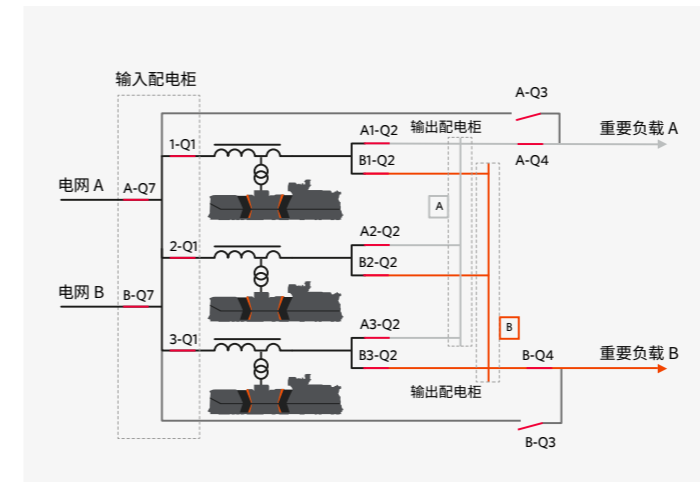 输入配电柜
A-Q3
1-Q1
A1-Q2
输出配电柜
重要负载 A
B1-Q2
A-Q4
电网 A
A-Q7
A
2-Q1
A2-Q2
B2-Q2
电网 B
B-Q7
A3-Q2
B
3-Q1
B3-Q2
B-Q4
重要负载 B
输出配电柜
B-Q3